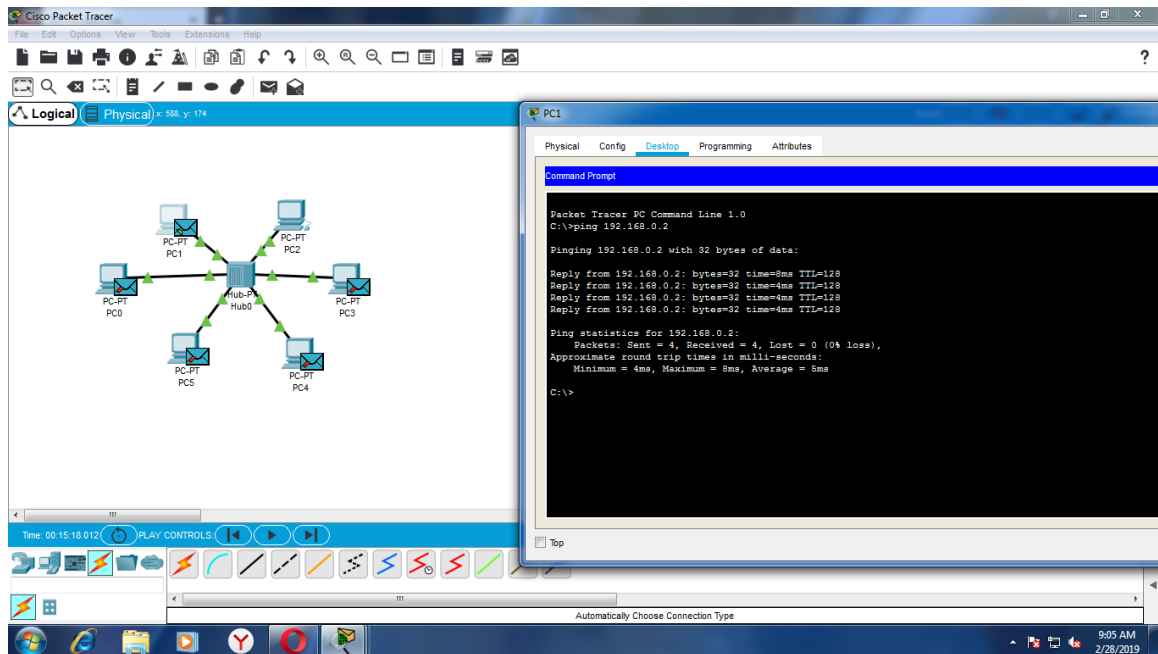 Cisco Packet Tracer
File Edit Options View Tools Extensions Help
?
Logical Physical x: 588, y: 174
PC1
Physical Config Desktop Programming Attributes
Command Prompt
Packet Tracer PC Command Line 1.0
C:\>ping 192.168.0.2
Pinging 192.168.0.2 with 32 bytes of data:
Reply from 192.168.0.2: bytes=32 time=8ms TTL=128
Reply from 192.168.0.2: bytes=32 time=4ms TTL=128
Reply from 192.168.0.2: bytes=32 time=4ms TTL=128
Reply from 192.168.0.2: bytes=32 time=4ms TTL=128
Ping statistics for 192.168.0.2:
Packets: Sent = 4, Received = 4, Lost = 0 (0% loss),
Approximate round trip times in milli-seconds:
Minimum = 4ms, Maximum = 8ms, Average = 5ms
C:\>
Top
PC-PT
PC1
PC-PT
PC2
PC-PT
PC0
Hub-PT
Hub0
PC-PT
PC3
PC-PT
PC5
PC-PT
PC4
Time: 00:15:18.012 PLAY CONTROLS:
Automatically Choose Connection Type
9:05 AM
2/28/2019